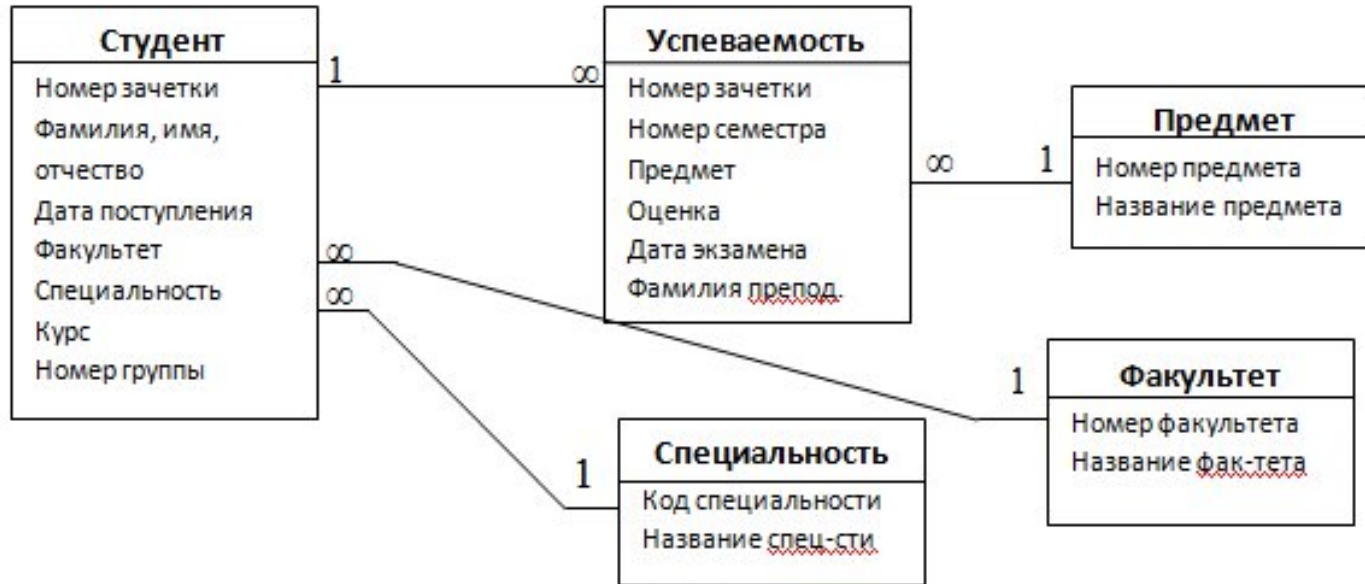 Студент
Номер зачетки
Фамилия, имя,
отчество
Дата поступления
Факультет
Специальность
Курс
Номер группы
1
∞
∞
∞
Успеваемость
Номер зачетки
Номер семестра
Предмет
Оценка
Дата экзамена
Фамилия препод.
∞
1
Предмет
Номер предмета
Название предмета
1
Факультет
Номер факультета
Название фак-тета
1
Специальность
Код специальности
Название спец-сти